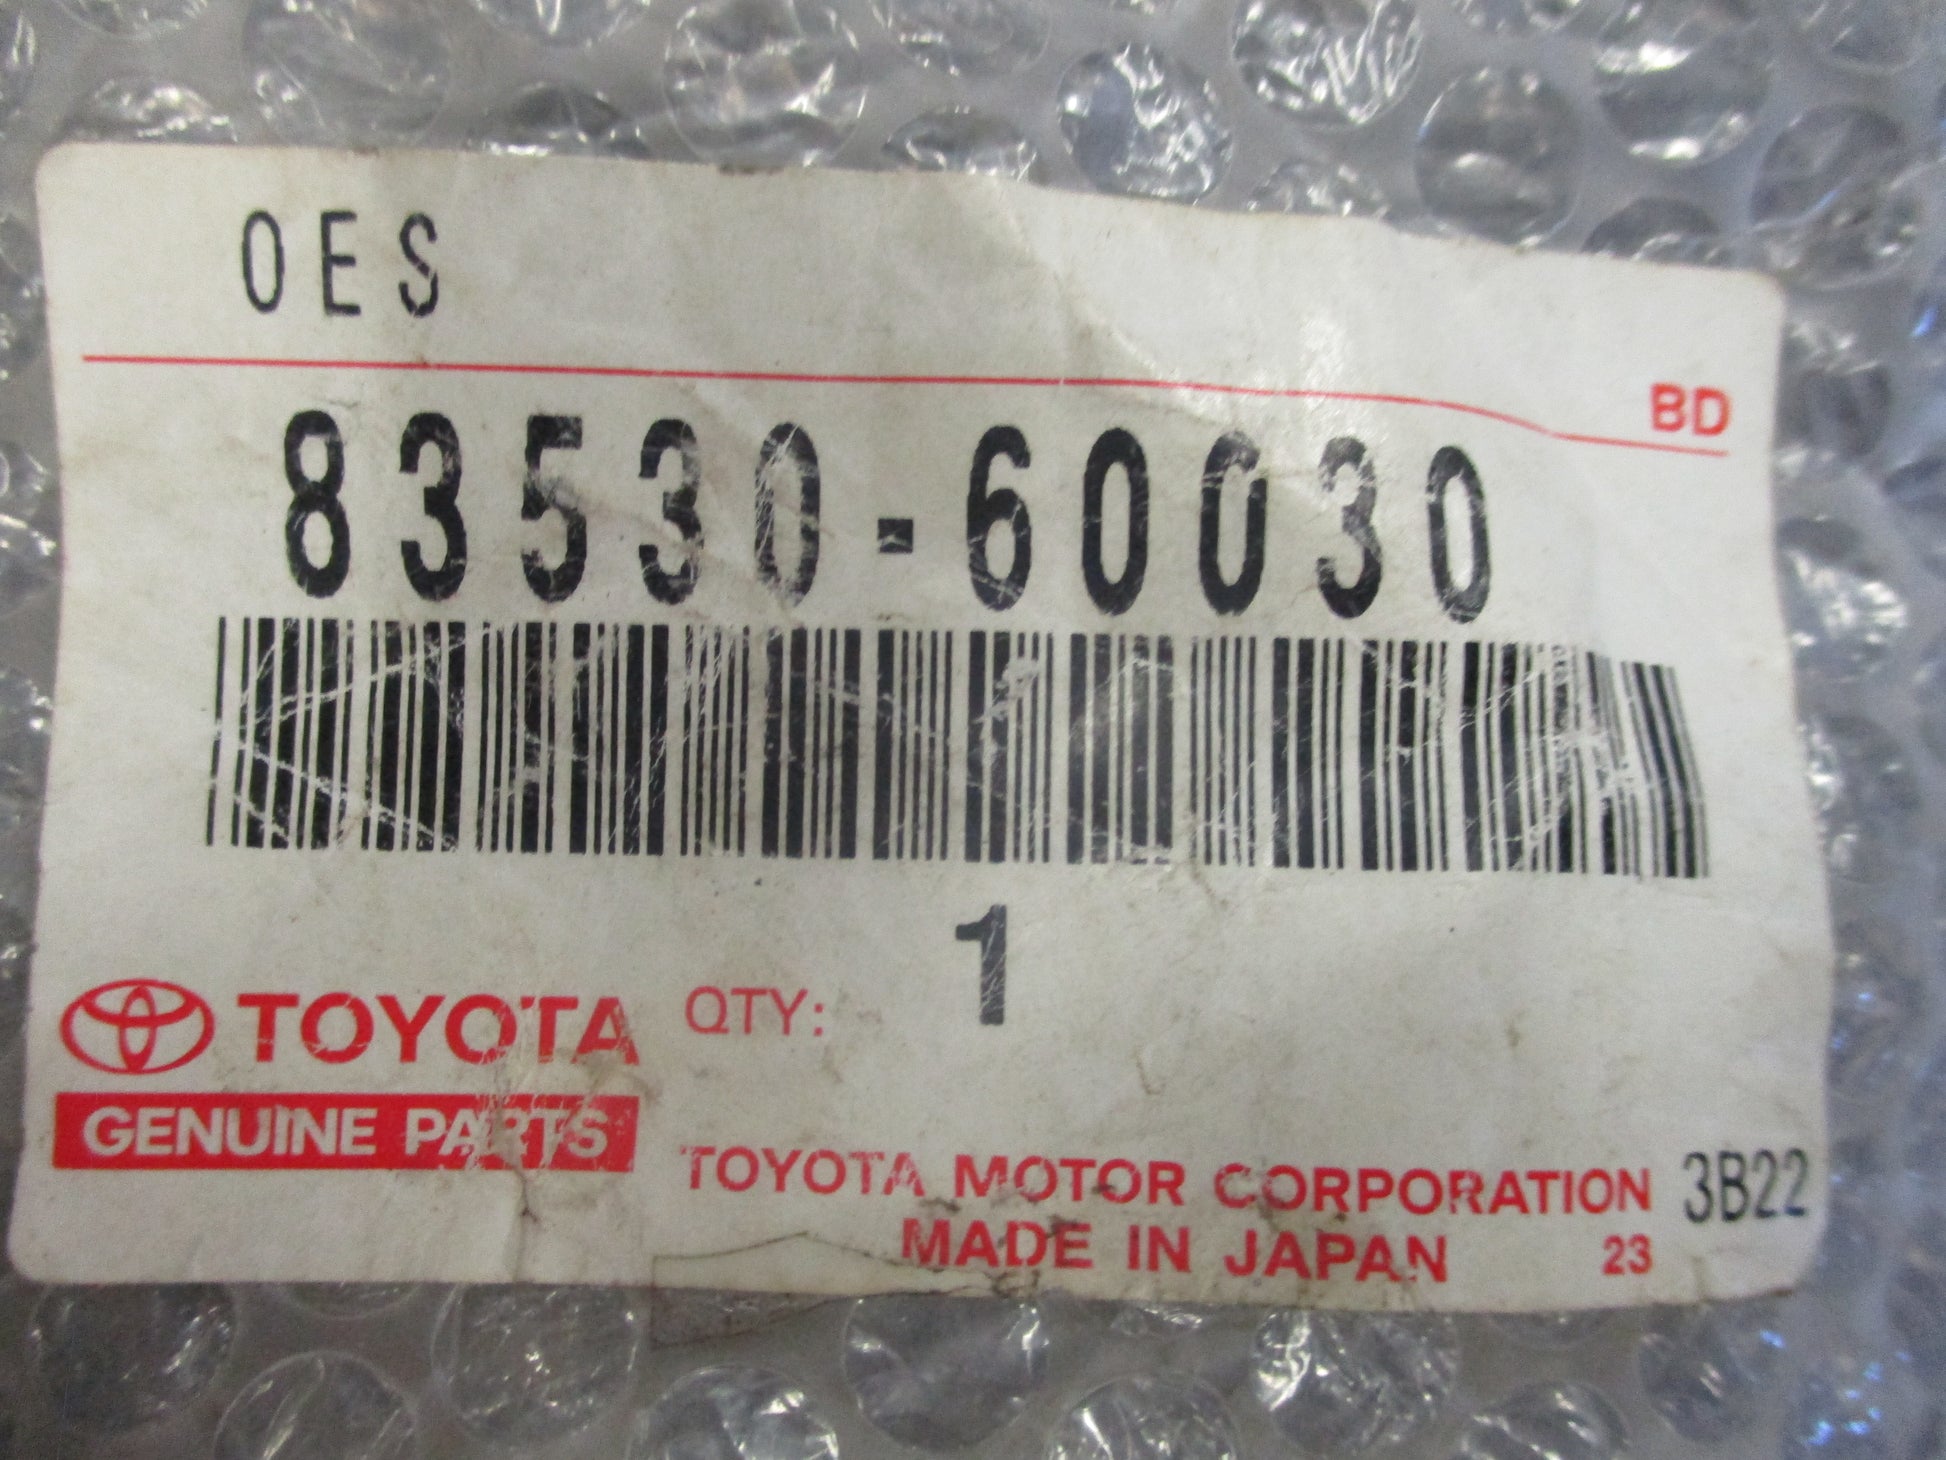 OES
BD
83530-60030
1
TOYOTA QTY:
GENUINE PARTS
TOYOTA MOTOR CORPORATION 3B22
MADE IN JAPAN 23